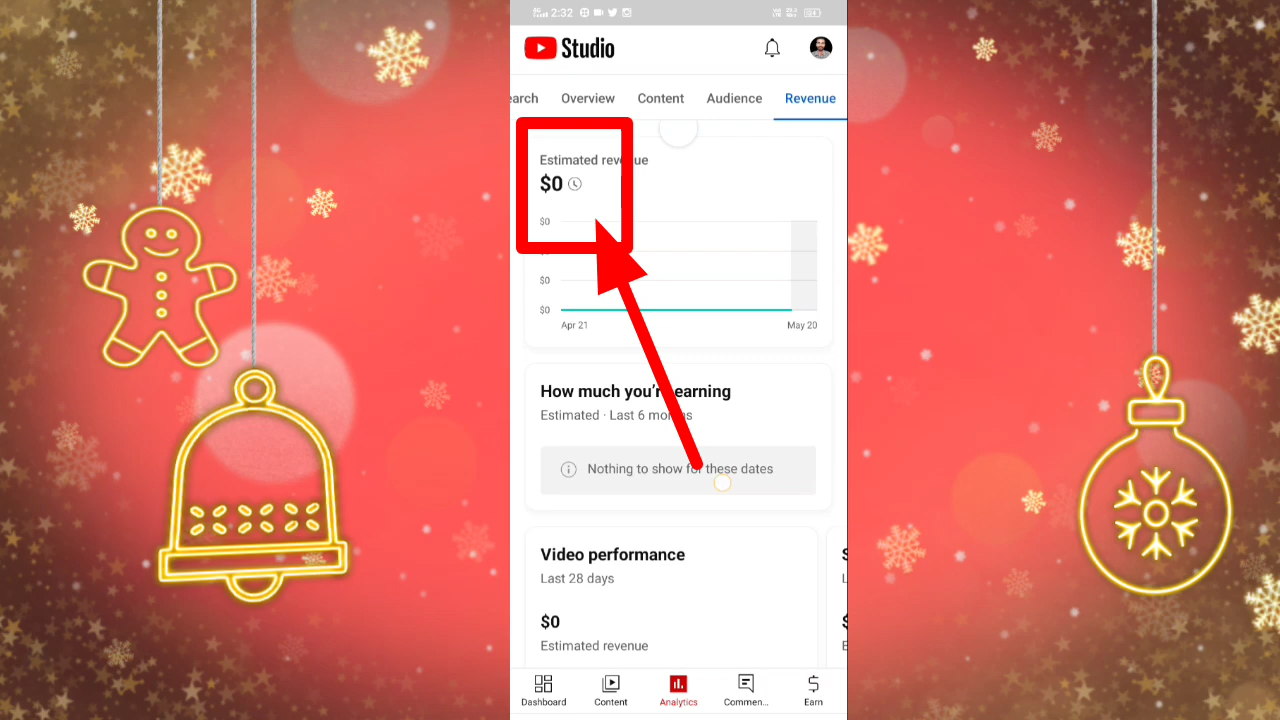 2:32
Studio
earch Overview Content Audience Revenue
Estimated revenue
$0
$0
$0
$0
Apr 21 May 20
How much you're earning
Estimated · Last 6 months
Nothing to show for these dates
Video performance
Last 28 days
$0
Estimated revenue
Dashboard Content Analytics Commen... Earn